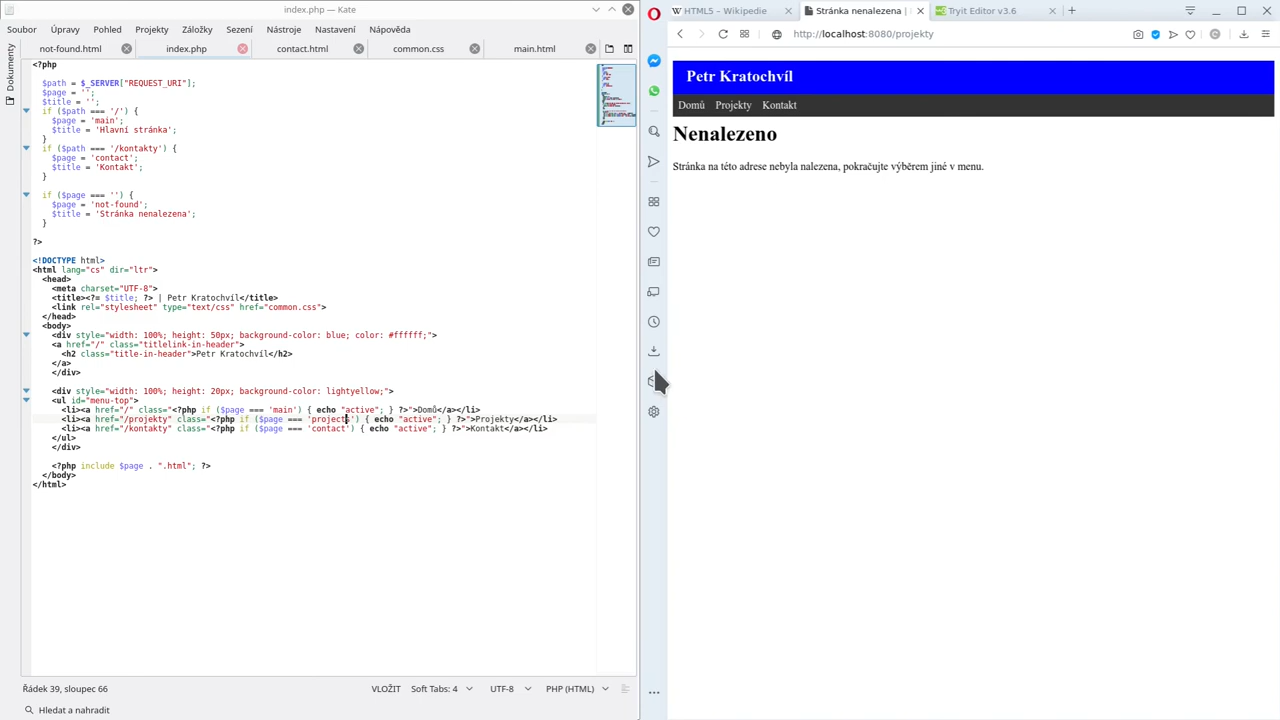 index.php — Kate
Soubor Úpravy Pohled Projekty Záložky Sezení Nástroje Nastavení Nápověda
not-found.html index.php contact.html common.css main.html
Dokumenty
<?php
$path = $_SERVER["REQUEST_URI"];
$page = '';
$title = '';
if ($path === '/') {
$page = 'main';
$title = 'Hlavní stránka';
}
if ($path === '/kontakty') {
$page = 'contact';
$title = 'Kontakt';
}
if ($page === '') {
$page = 'not-found';
$title = 'Stránka nenalezena';
}
?>
<!DOCTYPE html>
<html lang="cs" dir="ltr">
<head>
<meta charset="UTF-8">
<title><?= $title; ?> | Petr Kratochvíl</title>
<link rel="stylesheet" type="text/css" href="common.css">
</head>
<body>
<div style="width: 100%; height: 50px; background-color: blue; color: #ffffff;">
<a href="/" class="titlelink-in-header">
<h2 class="title-in-header">Petr Kratochvíl</h2>
</a>
</div>
<div style="width: 100%; height: 20px; background-color: lightyellow;">
<ul id="menu-top">
<li><a href="/" class="<?php if ($page === 'main') { echo "active"; } ?>">Domů</a></li>
<li><a href="/projekty" class="<?php if ($page === 'projects') { echo "active"; } ?>">Projekty</a></li>
<li><a href="/kontakty" class="<?php if ($page === 'contact') { echo "active"; } ?>">Kontakt</a></li>
</ul>
</div>
<?php include $page . ".html"; ?>
</body>
</html>
Řádek 39, sloupec 66 VLOŽIT Soft Tabs: 4 UTF-8 PHP (HTML)
Hledat a nahradit
HTML5 – Wikipedie Stránka nenalezena | Tryit Editor v3.6
http://localhost:8080/projekty
Petr Kratochvíl
Domů Projekty Kontakt
Nenalezeno
Stránka na této adrese nebyla nalezena, pokračujte výběrem jiné v menu.